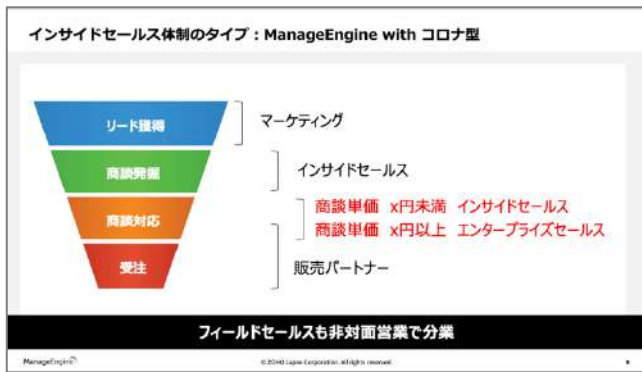 インサイドセールス体制のタイプ：ManageEngine with コロナ型
リード獲得
マーケティング
商談発掘
インサイドセールス
商談対応
商談単価 x円未満 インサイドセールス
商談単価 x円以上 エンタープライズセールス
受注
販売パートナー
フィールドセールスも非対面営業で分業
ManageEngine
© ZOHO Japan Corporation. All rights reserved.